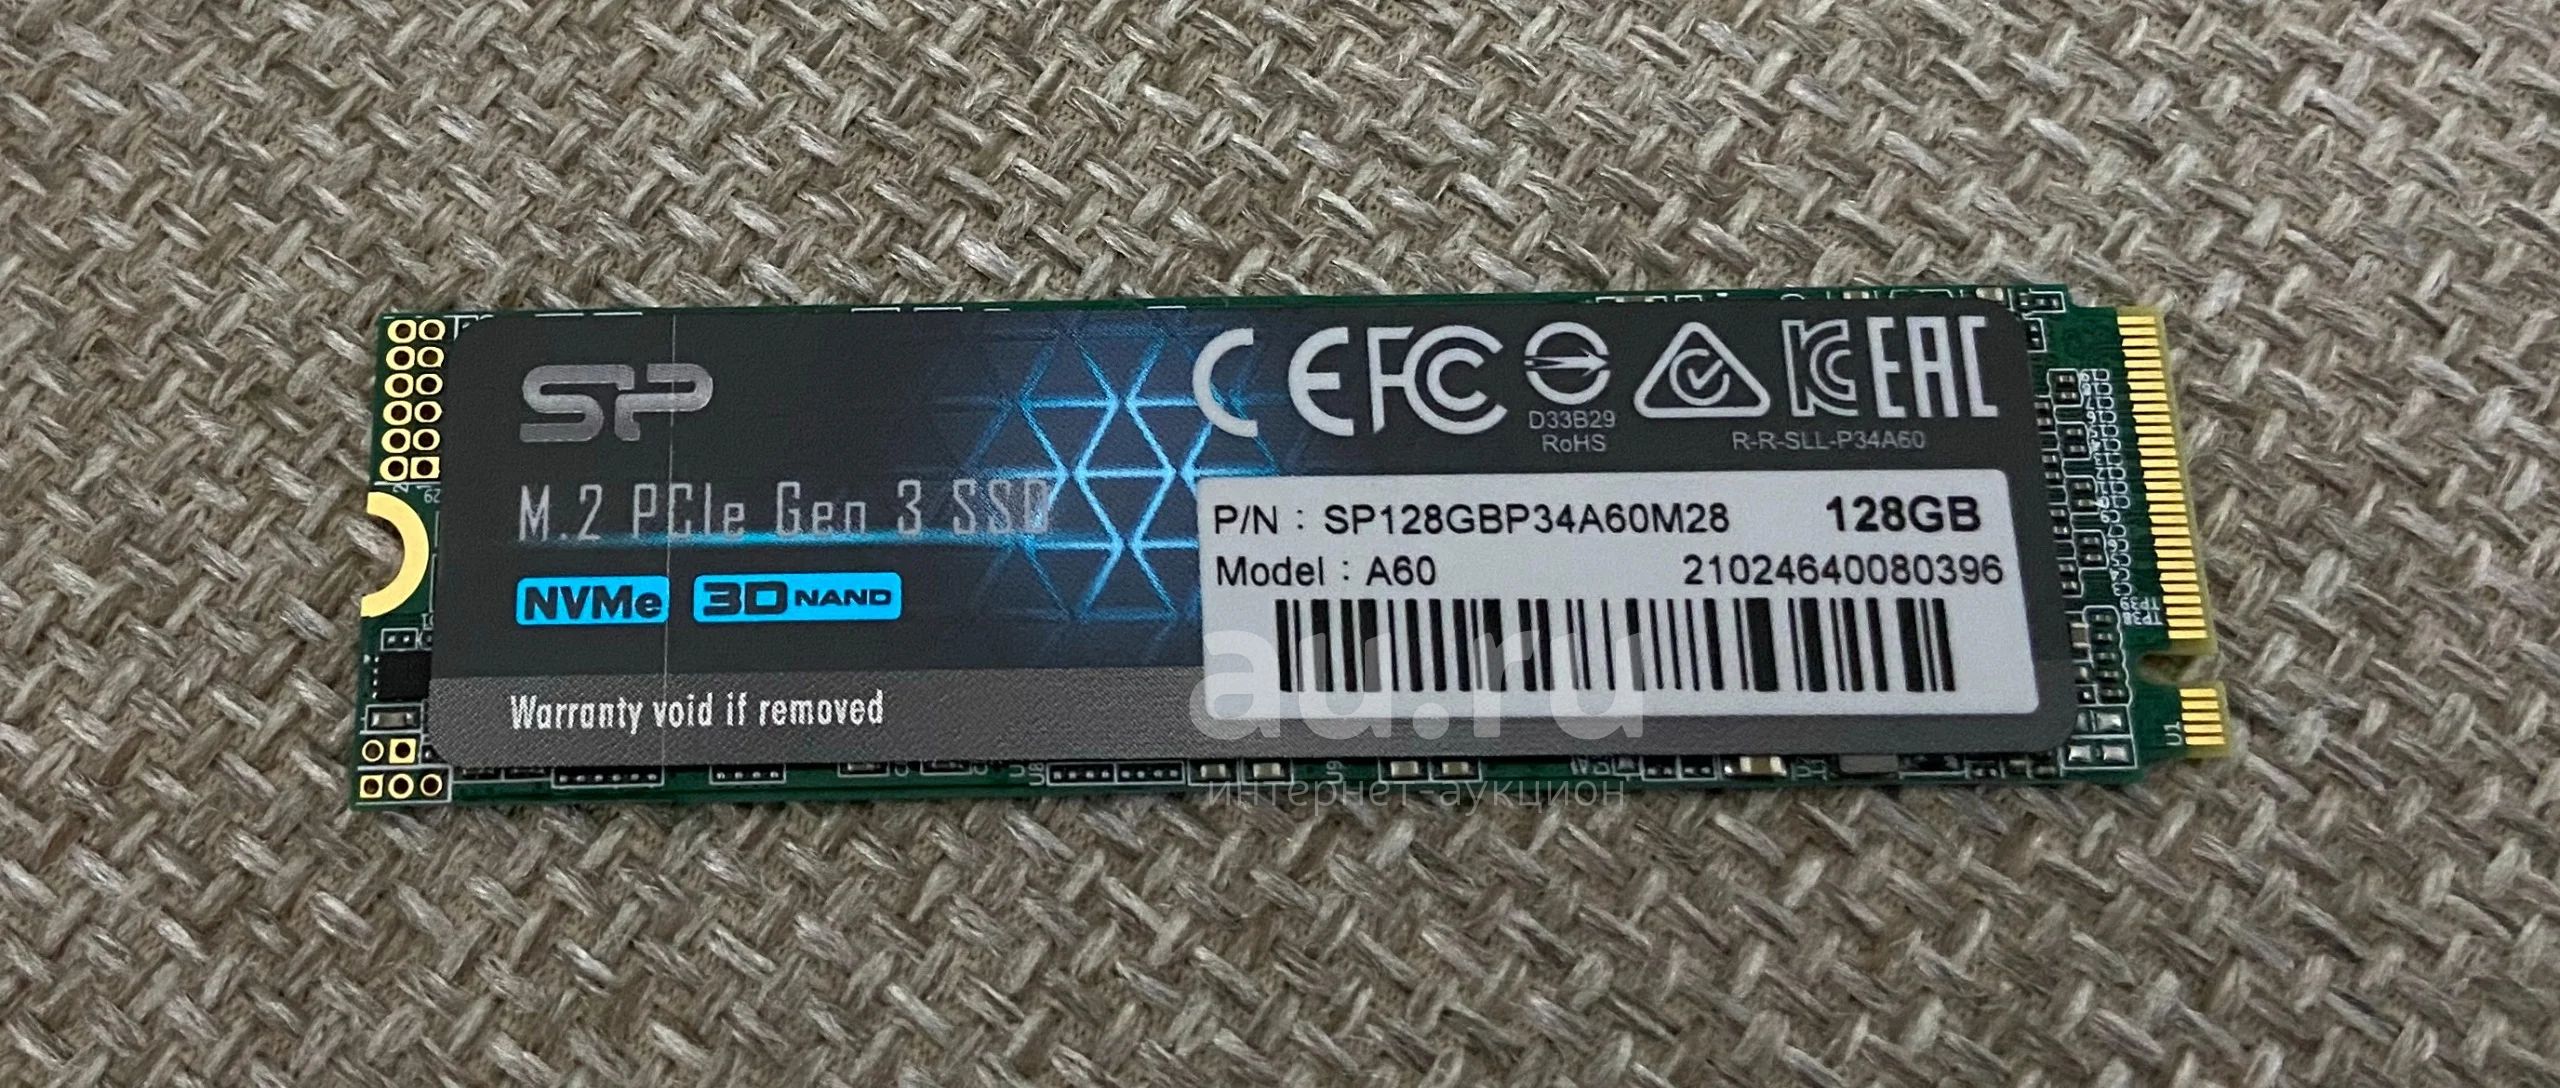 SP
M.2 PCIe Gen 3 SSD
NVMe 3D NAND
Warranty void if removed
CE FC EAC
D33B29
RoHS
R-R-SLL-P34A60
P/N : SP128GBP34A60M28 128GB
Model : A60 21024640080396
au.ru
интернет-аукцион
U1